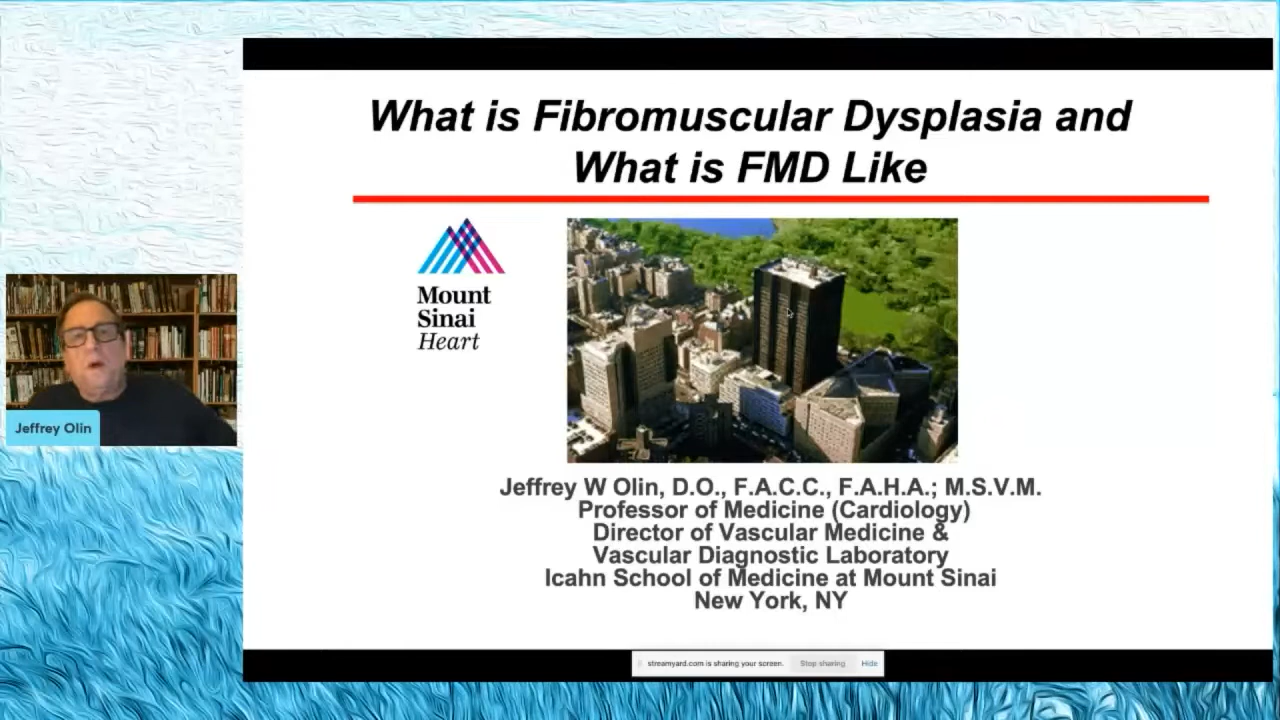 What is Fibromuscular Dysplasia and
What is FMD Like
Mount
Sinai
Heart
Jeffrey Olin
Jeffrey W Olin, D.O., F.A.C.C., F.A.H.A.; M.S.V.M.
Professor of Medicine (Cardiology)
Director of Vascular Medicine &
Vascular Diagnostic Laboratory
Icahn School of Medicine at Mount Sinai
New York, NY
streamyard.com is sharing your screen.
Stop sharing
Hide